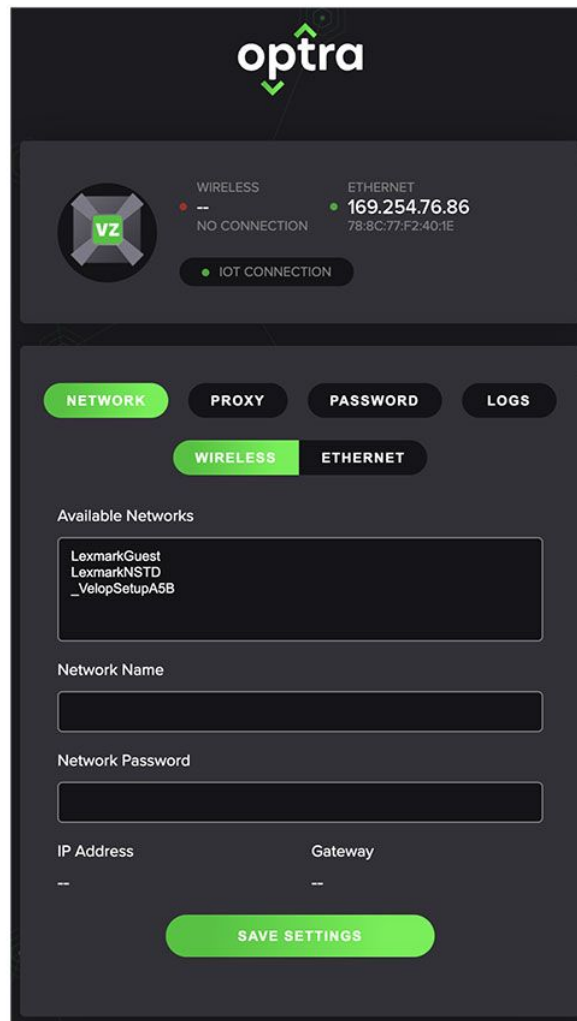 optra
VZ
WIRELESS
--
NO CONNECTION
ETHERNET
169.254.76.86
78:8C:77:F2:40:1E
IOT CONNECTION
NETWORK PROXY PASSWORD LOGS
WIRELESS ETHERNET
Available Networks
LexmarkGuest
LexmarkNSTD
_VelopSetupA5B
Network Name
Network Password
IP Address Gateway
-- --
SAVE SETTINGS